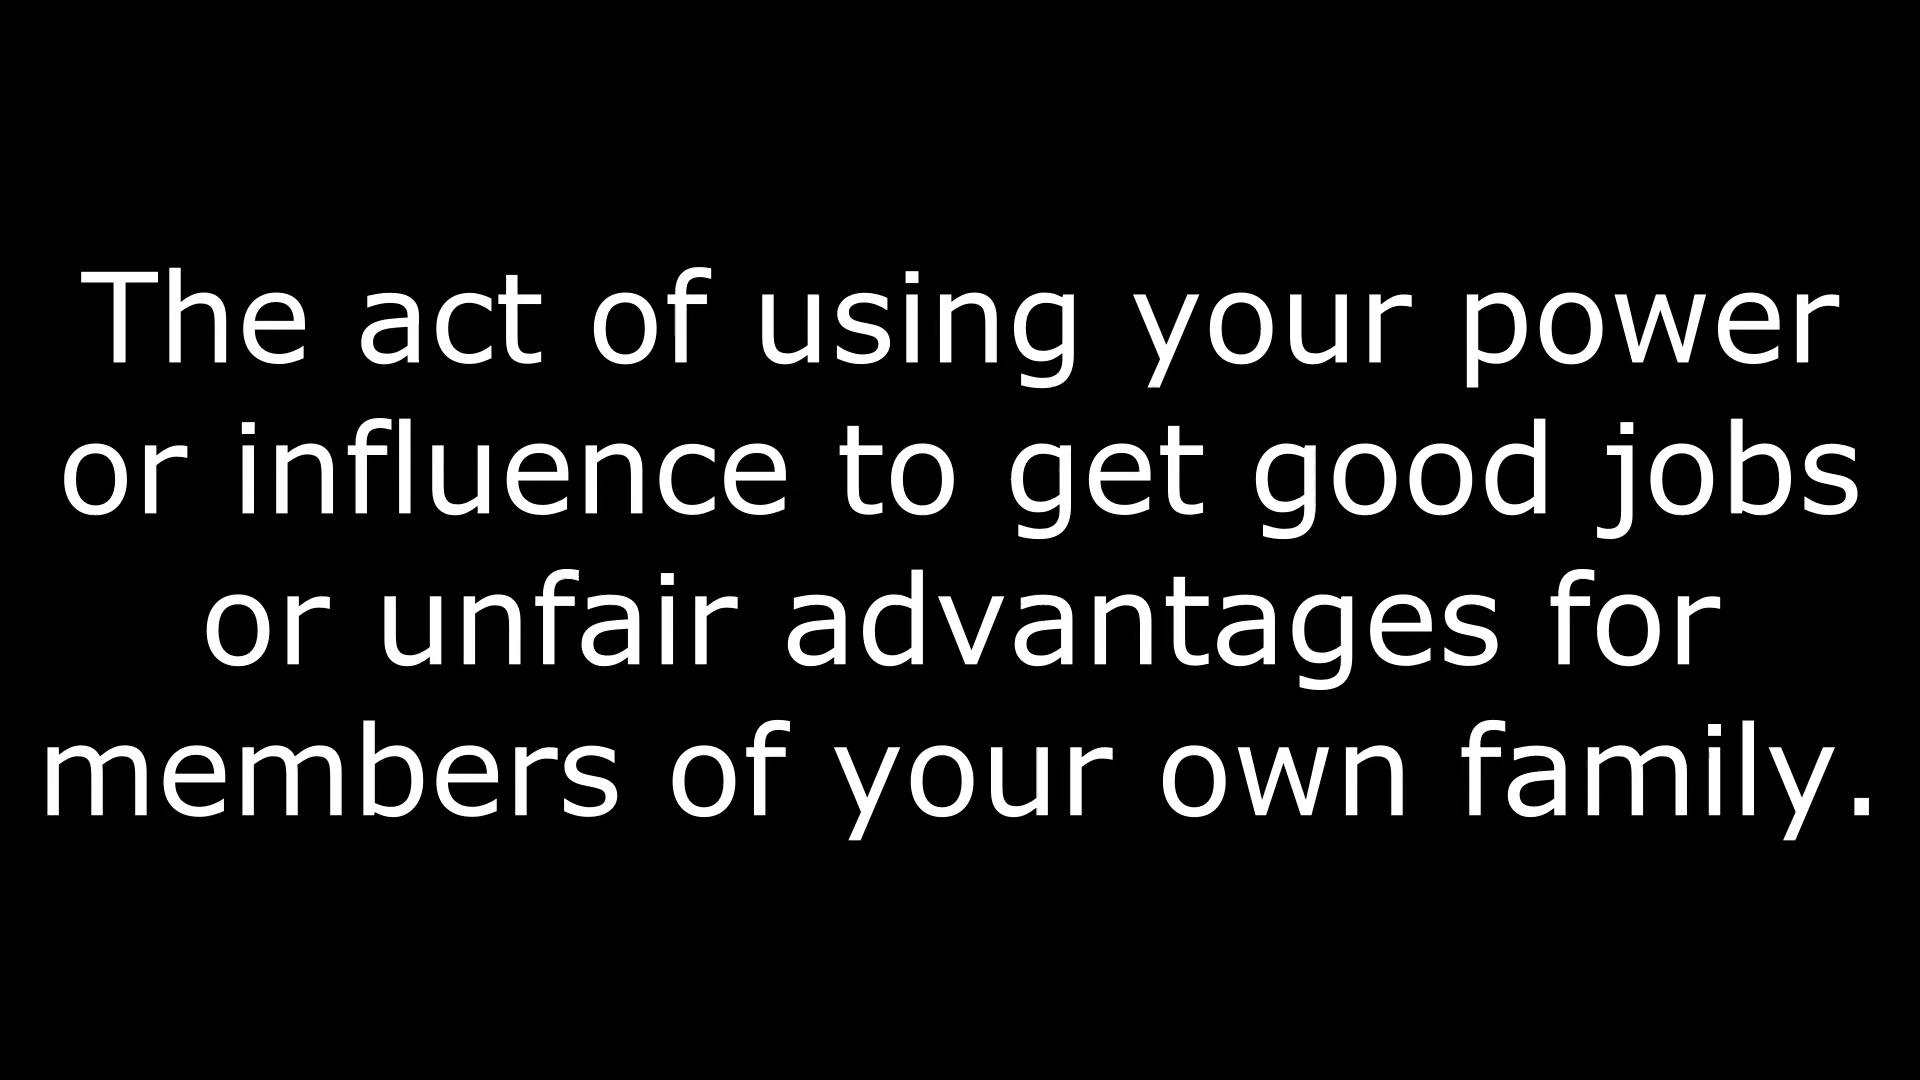 The act of using your power
or influence to get good jobs
or unfair advantages for
members of your own family.